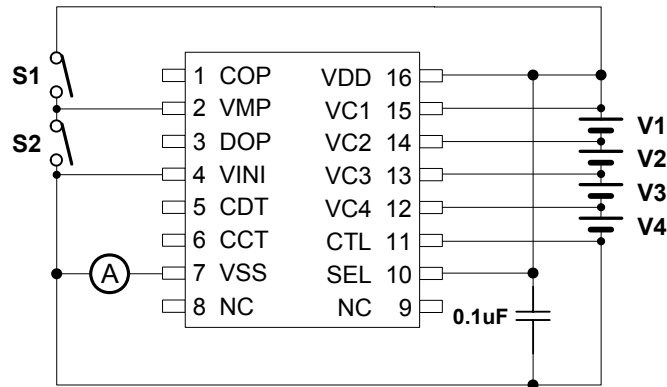 S1
S2
A
1 COP
2 VMP
3 DOP
4 VINI
5 CDT
6 CCT
7 VSS
8 NC
VDD 16
VC1 15
VC2 14
VC3 13
VC4 12
CTL 11
SEL 10
NC 9
V1
V2
V3
V4
0.1uF